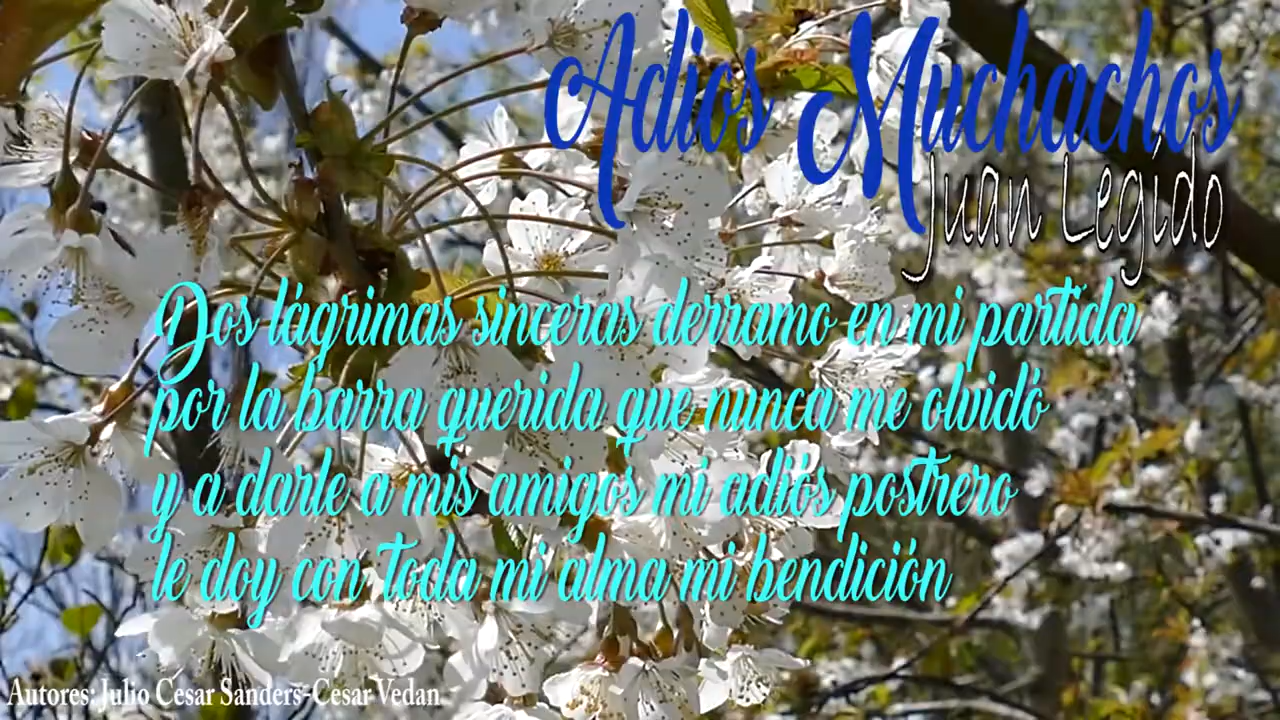 Adios Muchachos
Juan Legido
Dos lágrimas sinceras derramo en mi partida
por la barra querida que nunca me olvidó
y a darle a mis amigos mi adiós postrero
le doy con toda mi alma mi bendición
Autores: Julio Cesar Sanders-Cesar Vedan